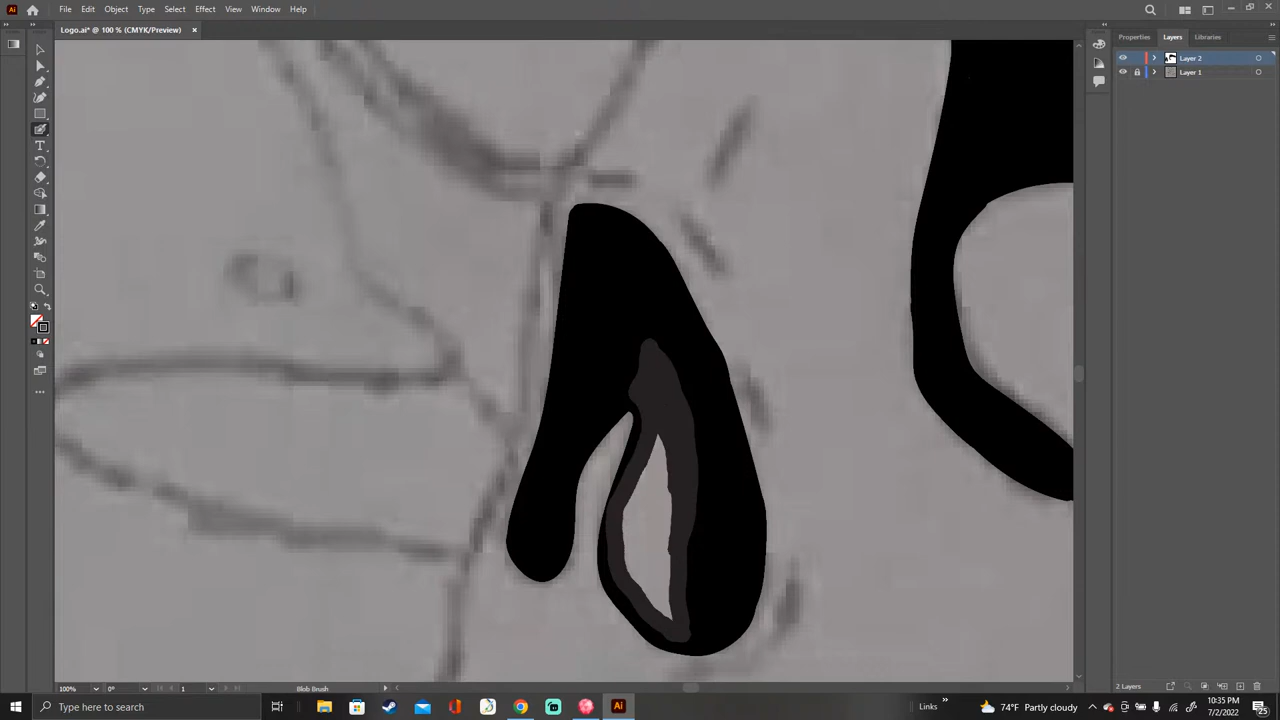 File Edit Object Type Select Effect View Window Help
Logo.ai* @ 100 % (CMYK/Preview)
Properties Layers Libraries
Layer 2
Layer 1
100% 0° 1 Blob Brush
2 Layers
Type here to search
Links
74°F Partly cloudy
10:35 PM
7/2/2022